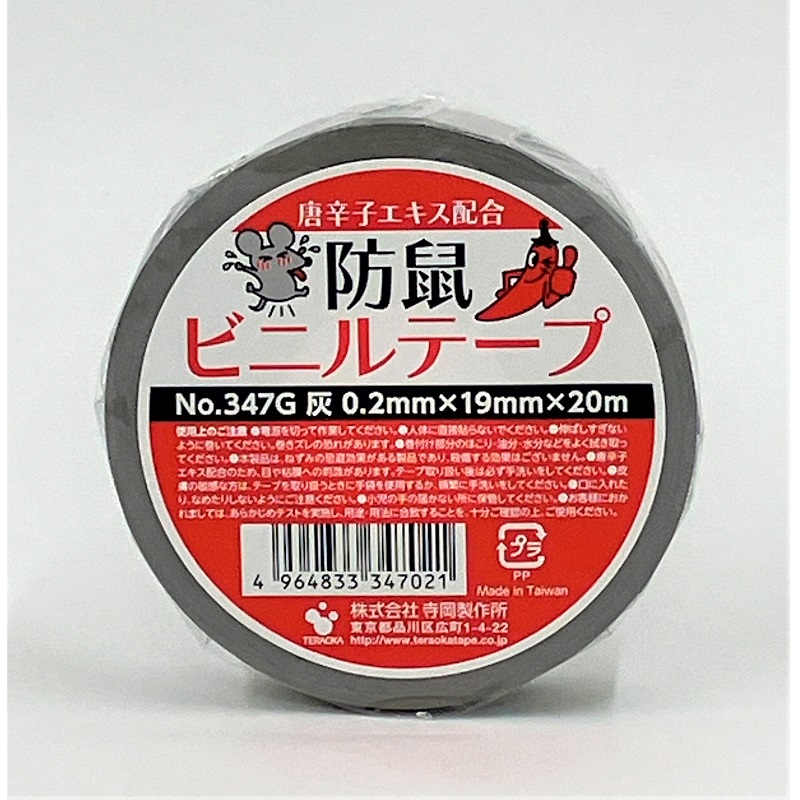 唐辛子エキス配合
防鼠
ビニルテープ
No.347G 灰 0.2mm×19mm×20m
使用上のご注意 ●電源を切って作業してください。●人体に直接貼らないでください。●伸ばしすぎない
ように巻いてください。巻きズレの恐れがあります。●巻付け部分のほこり・油分・水分などをよく拭き取っ
てください。●本製品は、ねずみの忌避効果がある製品であり、殺傷する効果はございません。●唐辛子
エキス配合のため、目や粘膜への刺激があります。テープ取り扱い後は必ず手洗いをしてください。●皮
膚の敏感な方は、テープを取り扱うときに手袋を使用するか、頻繁に手洗いをしてください。●口に入れた
り、なめたりしないようにご注意ください。●小児の手の届かない所に保管してください。●お客様におか
れましては、あらかじめテストを実施し、用途・用法に合致することを、十分ご確認の上、ご使用ください。
4 964833 347021
プラ
PP
Made in Taiwan
TERAOKA
株式会社 寺岡製作所
東京都品川区広町1-4-22
http://www.teraokatape.co.jp